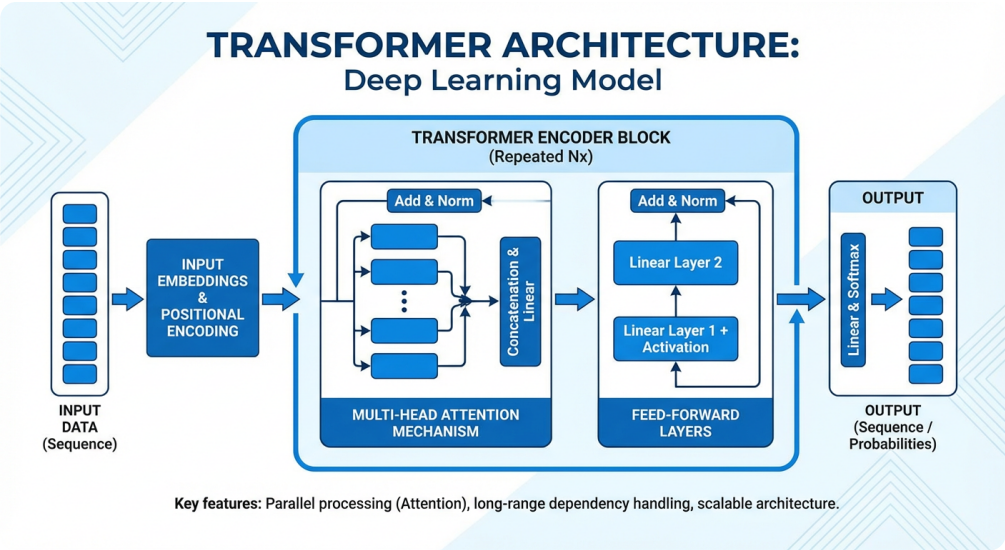 TRANSFORMER ARCHITECTURE:
Deep Learning Model
TRANSFORMER ENCODER BLOCK
(Repeated Nx)
INPUT
DATA
(Sequence)
INPUT
EMBEDDINGS
&
POSITIONAL
ENCODING
Add & Norm
Concatenation &
Linear
MULTI-HEAD ATTENTION
MECHANISM
Add & Norm
Linear Layer 2
Linear Layer 1 +
Activation
FEED-FORWARD
LAYERS
OUTPUT
Linear & Softmax
OUTPUT
(Sequence /
Probabilities)
Key features: Parallel processing (Attention), long-range dependency handling, scalable architecture.